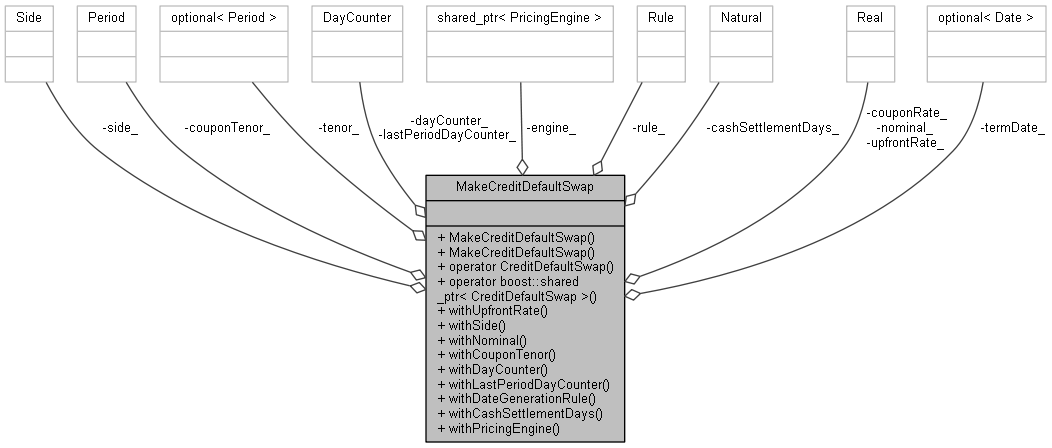 Side
Period
optional< Period >
DayCounter
shared_ptr< PricingEngine >
Rule
Natural
Real
optional< Date >
-side_
-couponTenor_
-tenor_
-dayCounter_
-lastPeriodDayCounter_
-engine_
-rule_
-cashSettlementDays_
-couponRate_
-nominal_
-upfrontRate_
-termDate_
MakeCreditDefaultSwap
+ MakeCreditDefaultSwap()
+ MakeCreditDefaultSwap()
+ operator CreditDefaultSwap()
+ operator boost::shared
_ptr< CreditDefaultSwap >()
+ withUpfrontRate()
+ withSide()
+ withNominal()
+ withCouponTenor()
+ withDayCounter()
+ withLastPeriodDayCounter()
+ withDateGenerationRule()
+ withCashSettlementDays()
+ withPricingEngine()